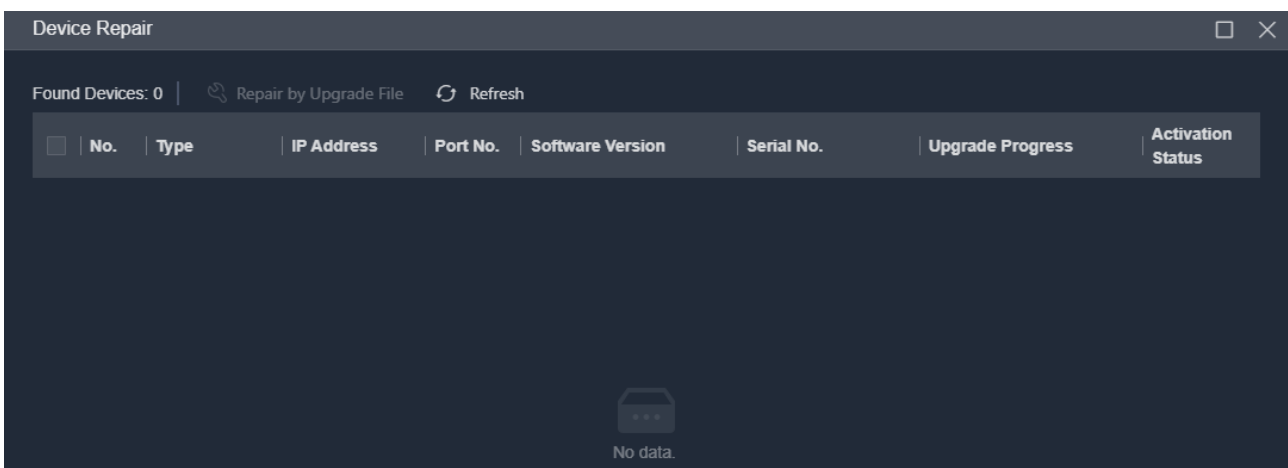 Device Repair
Found Devices: 0 Repair by Upgrade File Refresh
No. Type IP Address Port No. Software Version Serial No. Upgrade Progress Activation Status
No data.